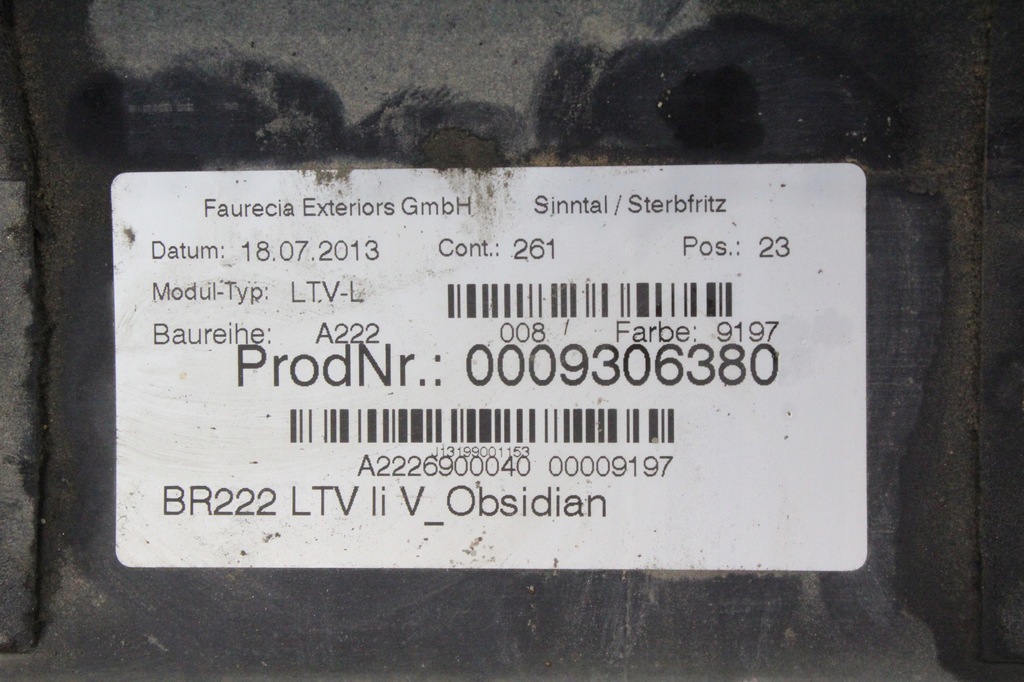 Faurecia Exteriors GmbH Sinntal / Sterbfritz
Datum: 18.07.2013 Cont.: 261 Pos.: 23
Modul-Typ: LTV-L
Baureihe: A222 008 / Farbe: 9197
ProdNr.: 0009306380
J13199001153
A2226900040 00009197
BR222 LTV li V_Obsidian